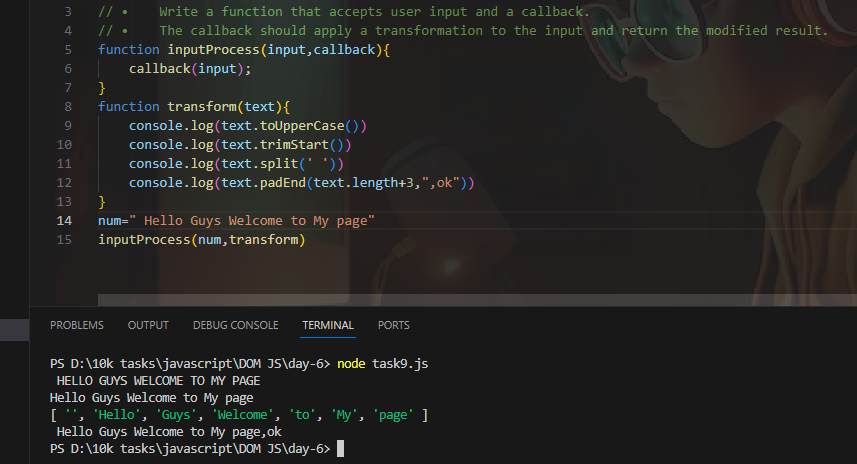 3 // •    Write a function that accepts user input and a callback.
4 // •    The callback should apply a transformation to the input and return the modified result.
5 function inputProcess(input,callback){
6     callback(input);
7 }
8 function transform(text){
9     console.log(text.toUpperCase())
10     console.log(text.trimStart())
11     console.log(text.split(' '))
12     console.log(text.padEnd(text.length+3,",ok"))
13 }
14 num=" Hello Guys Welcome to My page"
15 inputProcess(num,transform)
PROBLEMS OUTPUT DEBUG CONSOLE TERMINAL PORTS
PS D:\10k tasks\javascript\DOM JS\day-6> node task9.js
 HELLO GUYS WELCOME TO MY PAGE
Hello Guys Welcome to My page
[ '', 'Hello', 'Guys', 'Welcome', 'to', 'My', 'page' ]
 Hello Guys Welcome to My page,ok
PS D:\10k tasks\javascript\DOM JS\day-6>